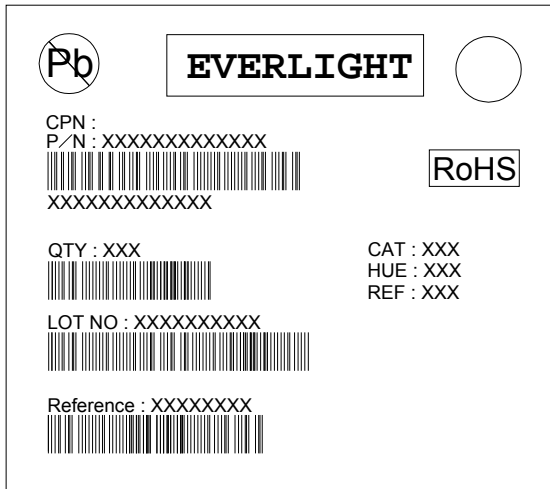 Pb
EVERLIGHT
CPN :
P/N : XXXXXXXXXXXXX
RoHS
XXXXXXXXXXXXX
QTY : XXX
CAT : XXX
HUE : XXX
REF : XXX
LOT NO : XXXXXXXXXX
Reference : XXXXXXXX